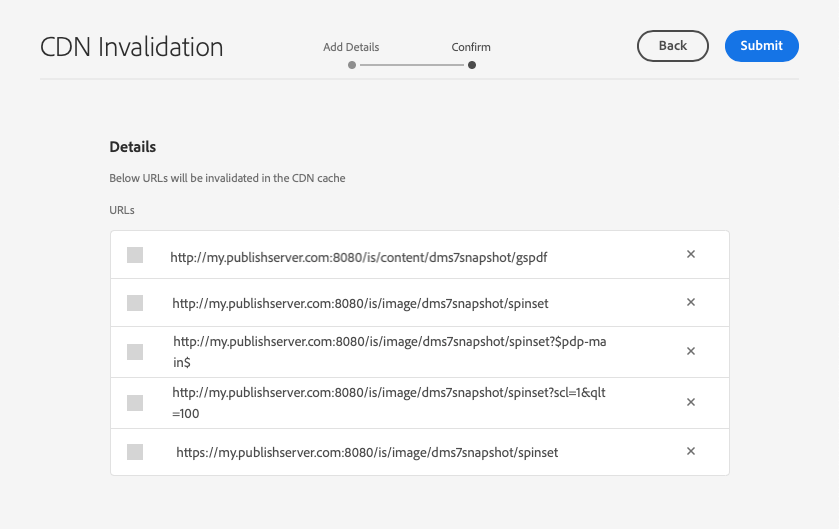 CDN Invalidation
Add Details
Confirm
Back
Submit
Details
Below URLs will be invalidated in the CDN cache
URLs
http://my.publishserver.com:8080/is/content/dms7snapshot/gspdf
http://my.publishserver.com:8080/is/image/dms7snapshot/spinset
http://my.publishserver.com:8080/is/image/dms7snapshot/spinset?$pdp-ma
in$
http://my.publishserver.com:8080/is/image/dms7snapshot/spinset?scl=1&qlt
=100
https://my.publishserver.com:8080/is/image/dms7snapshot/spinset